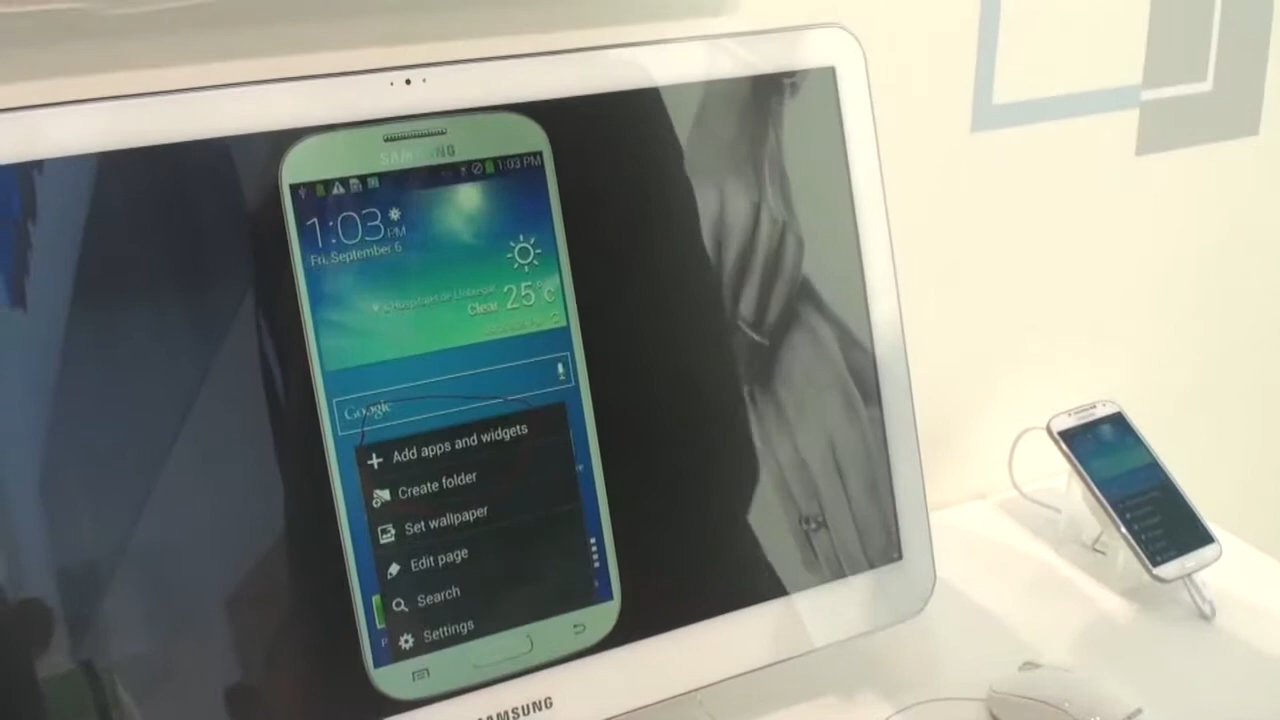 SAMSUNG
1:03 PM
1:03 PM
Fri, September 6
Clear 25°C
Google
Add apps and widgets
Create folder
Set wallpaper
Edit page
Search
Settings
SAMSUNG